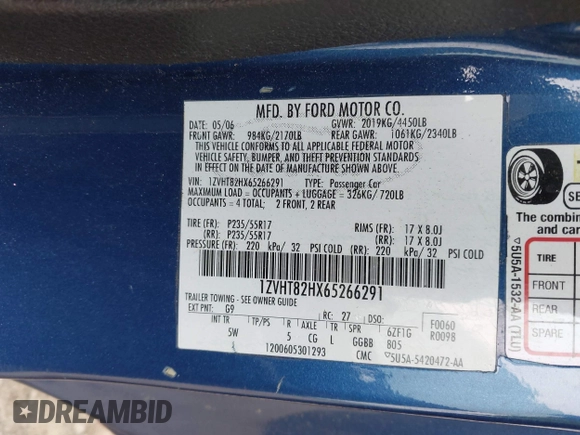 MFD. BY FORD MOTOR CO.
DATE: 05/06 GVWR: 2019KG/4450LB
FRONT GAWR: 984KG/2170LB REAR GAWR: 1061KG/2340LB
THIS VEHICLE CONFORMS TO ALL APPLICABLE FEDERAL MOTOR
VEHICLE SAFETY, BUMPER, AND THEFT PREVENTION STANDARDS
IN EFFECT ON THE DATE OF MANUFACTURE SHOWN ABOVE.
VIN: 1ZVHT82HX65266291 TYPE: Passenger Car
MAXIMUM LOAD = OCCUPANTS + LUGGAGE = 326KG/ 720LB
OCCUPANTS = 4 TOTAL: 2 FRONT, 2 REAR
TIRE (FR): P235/55R17 RIMS (FR): 17 X 8.0J
(RR): P235/55R17 (RR): 17 X 8.0J
PRESSURE (FR): 220 kPa/ 32 PSI COLD (RR): 220 kPa/ 32 PSI COLD
1ZVHT82HX65266291
TRAILER TOWING - SEE OWNER GUIDE
EXT PNT: G9 RC: 27 DSO: F0060
INT TR TP/PS R AXLE TR SPR 6ZF1G R0098
5W 5 CG L GGBB 805
1200605301293 CMC ▽5U5A-5420472-AA
SE
The combin
and car
TIRE
FRONT
REAR
SPARE
▽5U5A-1532-AA (TLU)
DREAMBID